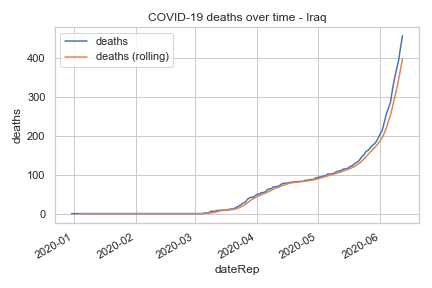 COVID-19 deaths over time - Iraq
deaths
deaths (rolling)
400
300
200
100
0
deaths
2020-01
2020-02
2020-03
2020-04
2020-05
2020-06
dateRep